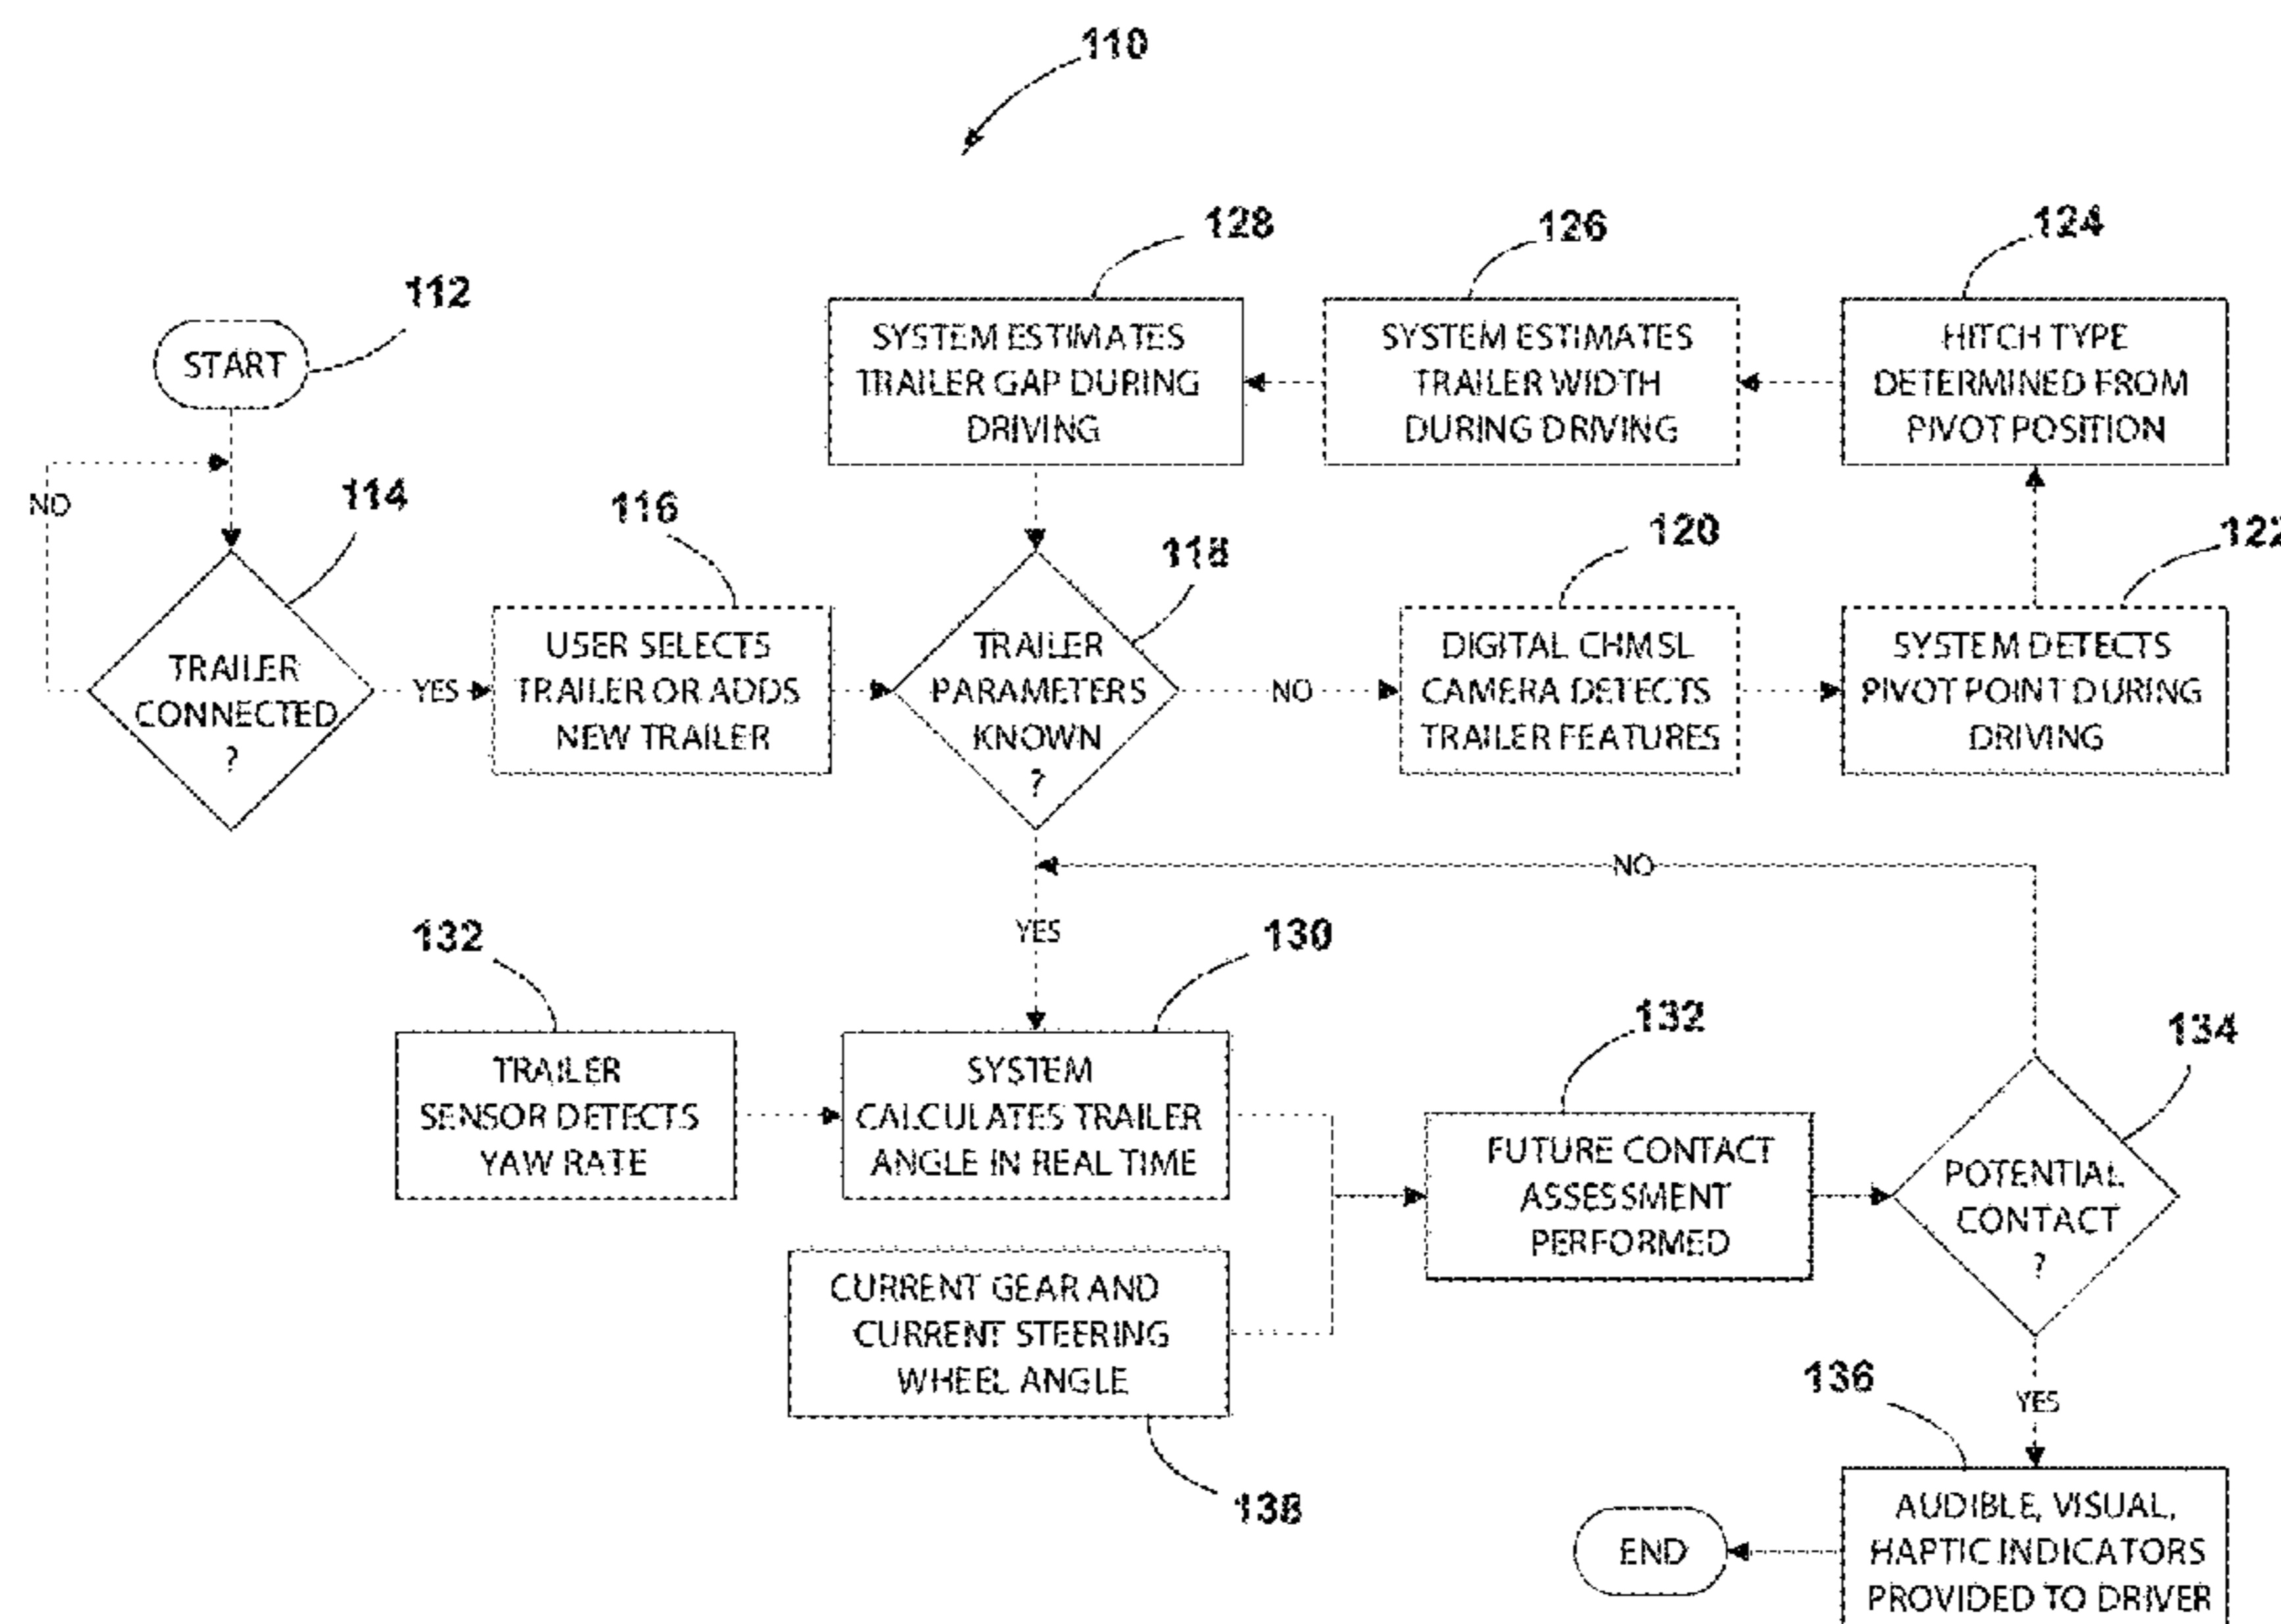 110
128
126
124
112
START
SYSTEM ESTIMATES
TRAILER GAP DURING
DRIVING
SYSTEM ESTIMATES
TRAILER WIDTH
DURING DRIVING
HITCH TYPE
DETERMINED FROM
PIVOT POSITION
NO
114
116
118
120
122
TRAILER
CONNECTED
?
YES
USER SELECTS
TRAILER OR ADDS
NEW TRAILER
TRAILER
PARAMETERS
KNOWN
?
NO
DIGITAL CHMSL
CAMERA DETECTS
TRAILER FEATURES
SYSTEM DETECTS
PIVOT POINT DURING
DRIVING
NO
YES
132
130
132
134
TRAILER
SENSOR DETECTS
YAW RATE
SYSTEM
CALCULATES TRAILER
ANGLE IN REAL TIME
FUTURE CONTACT
ASSESSMENT
PERFORMED
POTENTIAL
CONTACT
?
CURRENT GEAR AND
CURRENT STEERING
WHEEL ANGLE
138
YES
136
AUDIBLE, VISUAL,
HAPTIC INDICATORS
PROVIDED TO DRIVER
END